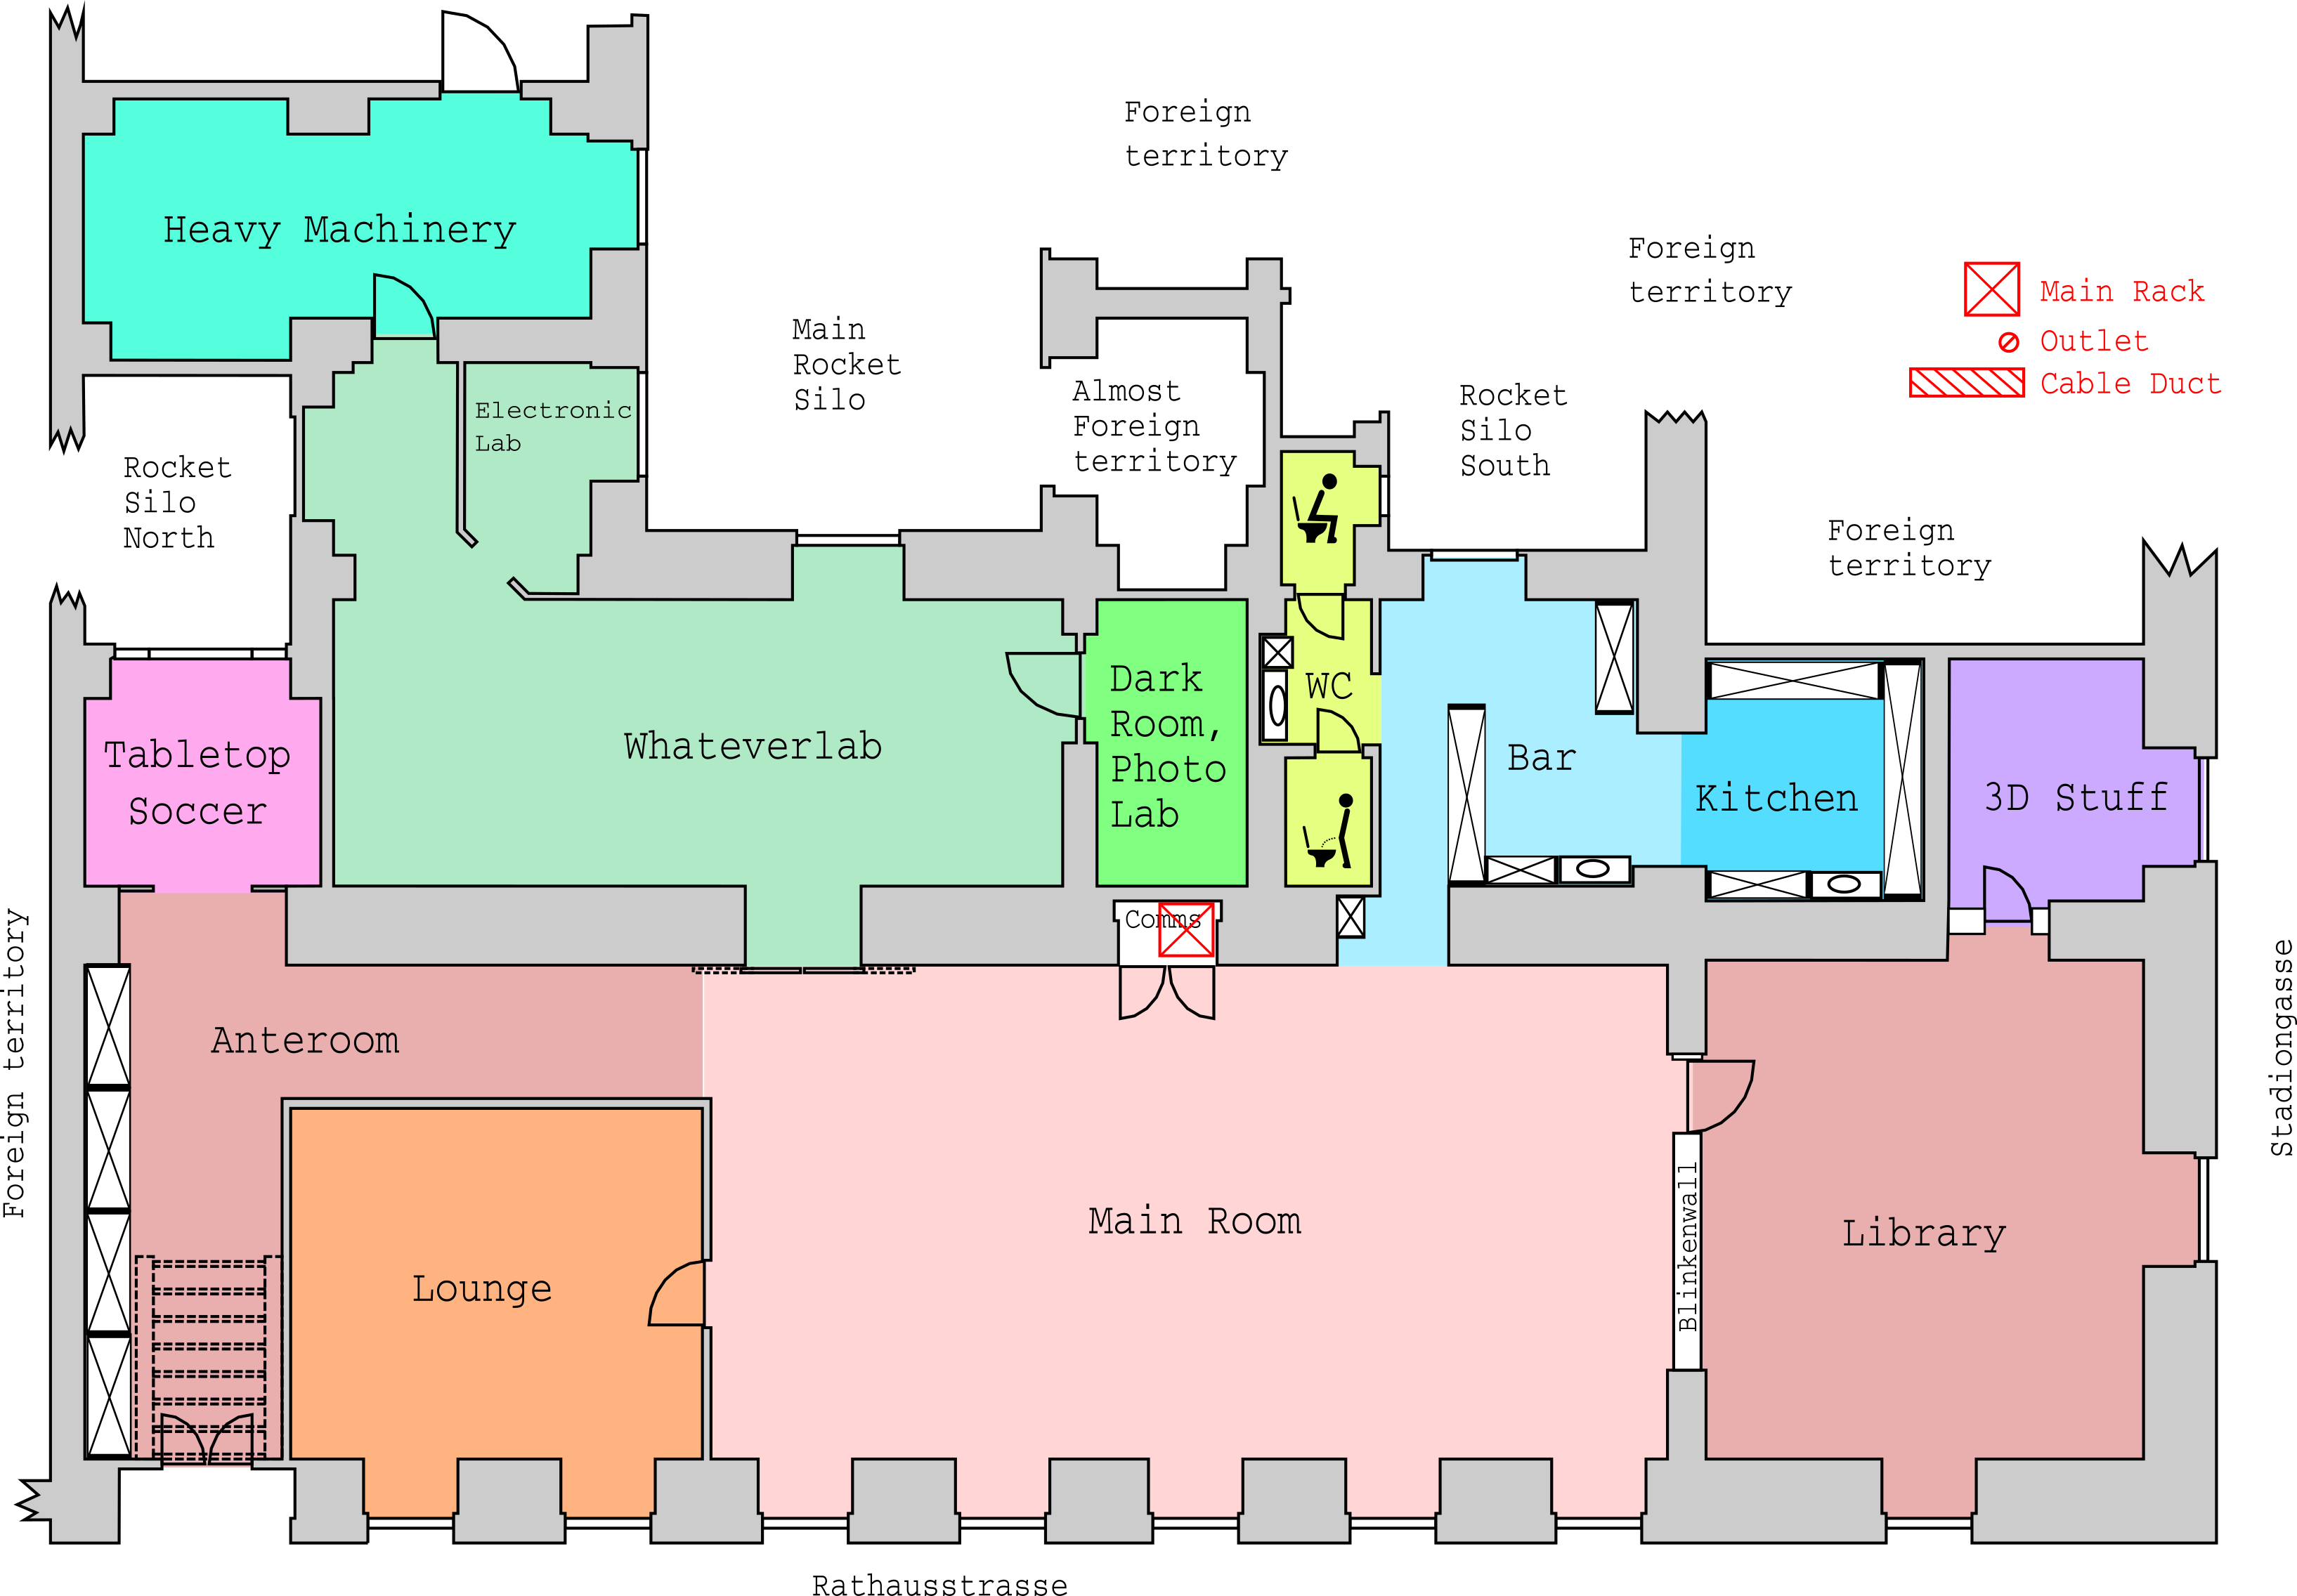 Foreign
territory
Heavy Machinery
Foreign
territory
Main Rack
Outlet
Cable Duct
Main
Rocket
Silo
Almost
Foreign
territory
Rocket
Silo
South
Electronic
Lab
Rocket
Silo
North
Foreign
territory
Tabletop
Soccer
Whateverlab
Dark
Room,
Photo
Lab
WC
Bar
Kitchen
3D Stuff
Comms
Foreign territory
Anteroom
Stadiongasse
Lounge
Main Room
Blinkenwall
Library
Rathausstrasse